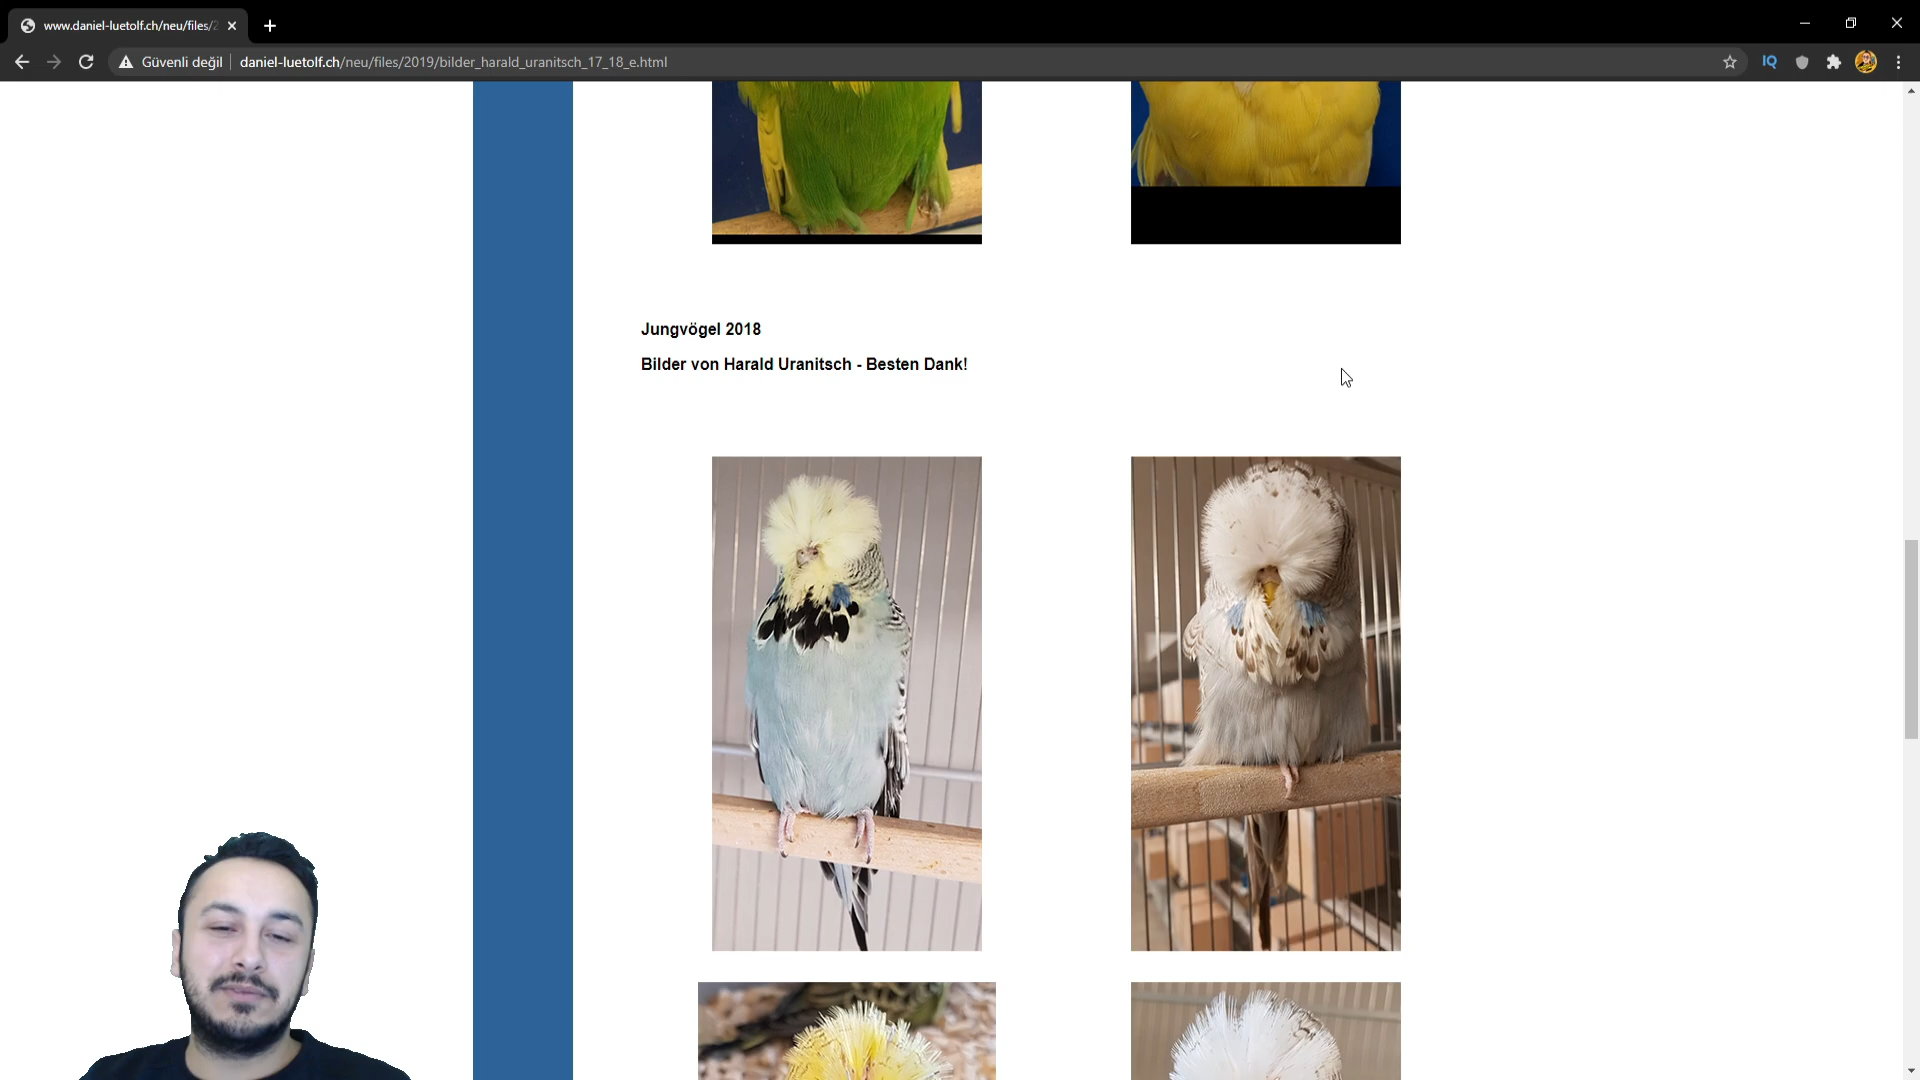 www.daniel-luetolf.ch/neu/files/2
Güvenli değil
daniel-luetolf.ch/neu/files/2019/bilder_harald_uranitsch_17_18_e.html
IQ
Jungvögel 2018
Bilder von Harald Uranitsch - Besten Dank!